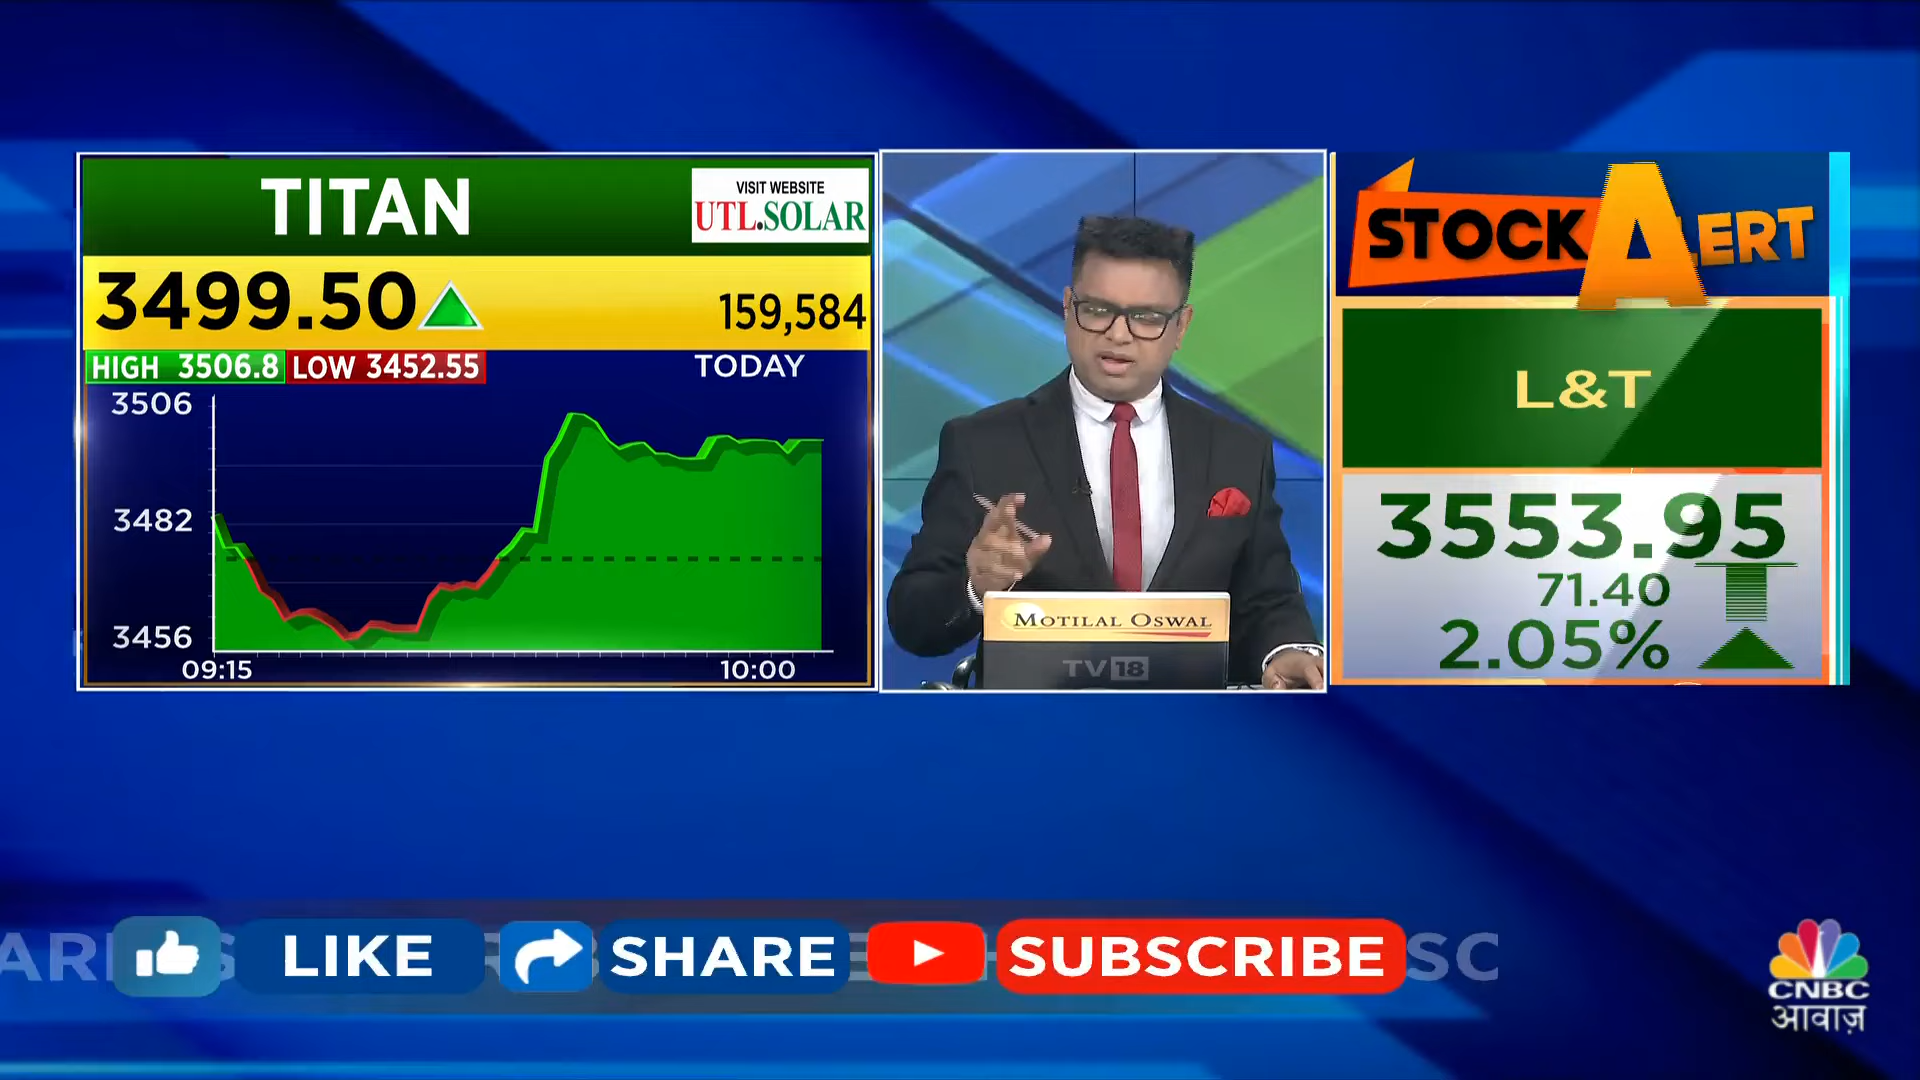 TITAN
VISIT WEBSITE
UTL.SOLAR
3499.50
159,584
HIGH 3506.8 LOW 3452.55
TODAY
3506
3482
3456
09:15
10:00
MOTILAL OSWAL
TV18
STOCK ALERT
L&T
3553.95
71.40
2.05%
LIKE
SHARE
SUBSCRIBE
SC
CNBC
आवाज़